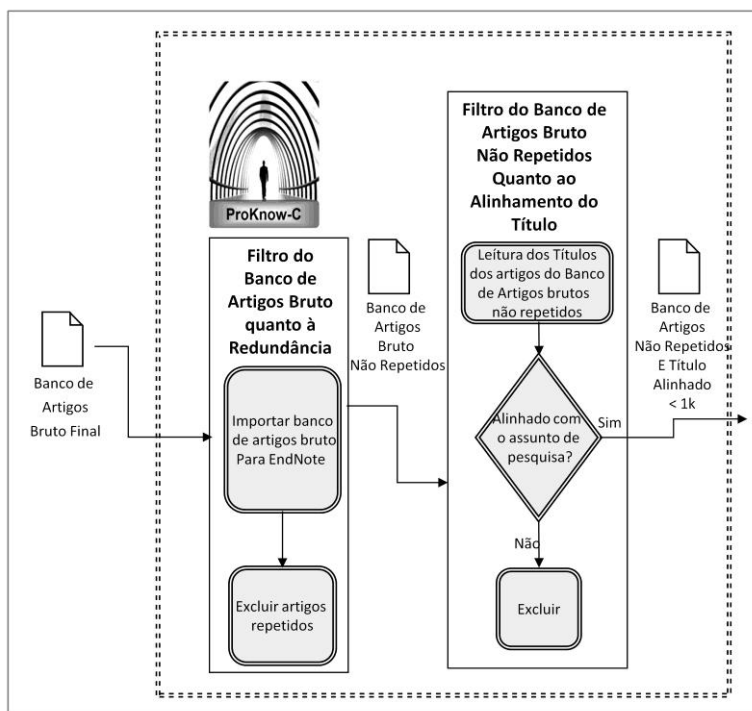 ProKnow-C
Banco de
Artigos
Bruto Final
Filtro do
Banco de
Artigos Bruto
quanto à
Redundância
Importar banco
de artigos bruto
Para EndNote
Excluir artigos
repetidos
Banco de
Artigos
Bruto
Não Repetidos
Filtro do Banco de
Artigos Bruto
Não Repetidos
Quanto ao
Alinhamento do
Título
Leítura dos Títulos
dos artigos do Banco
de Artigos brutos
não repetidos
Alinhado com
o assunto de
pesquisa?
Sim
Não
Excluir
Banco de
Artigos
Não Repetidos
E Título
Alinhado
< 1k